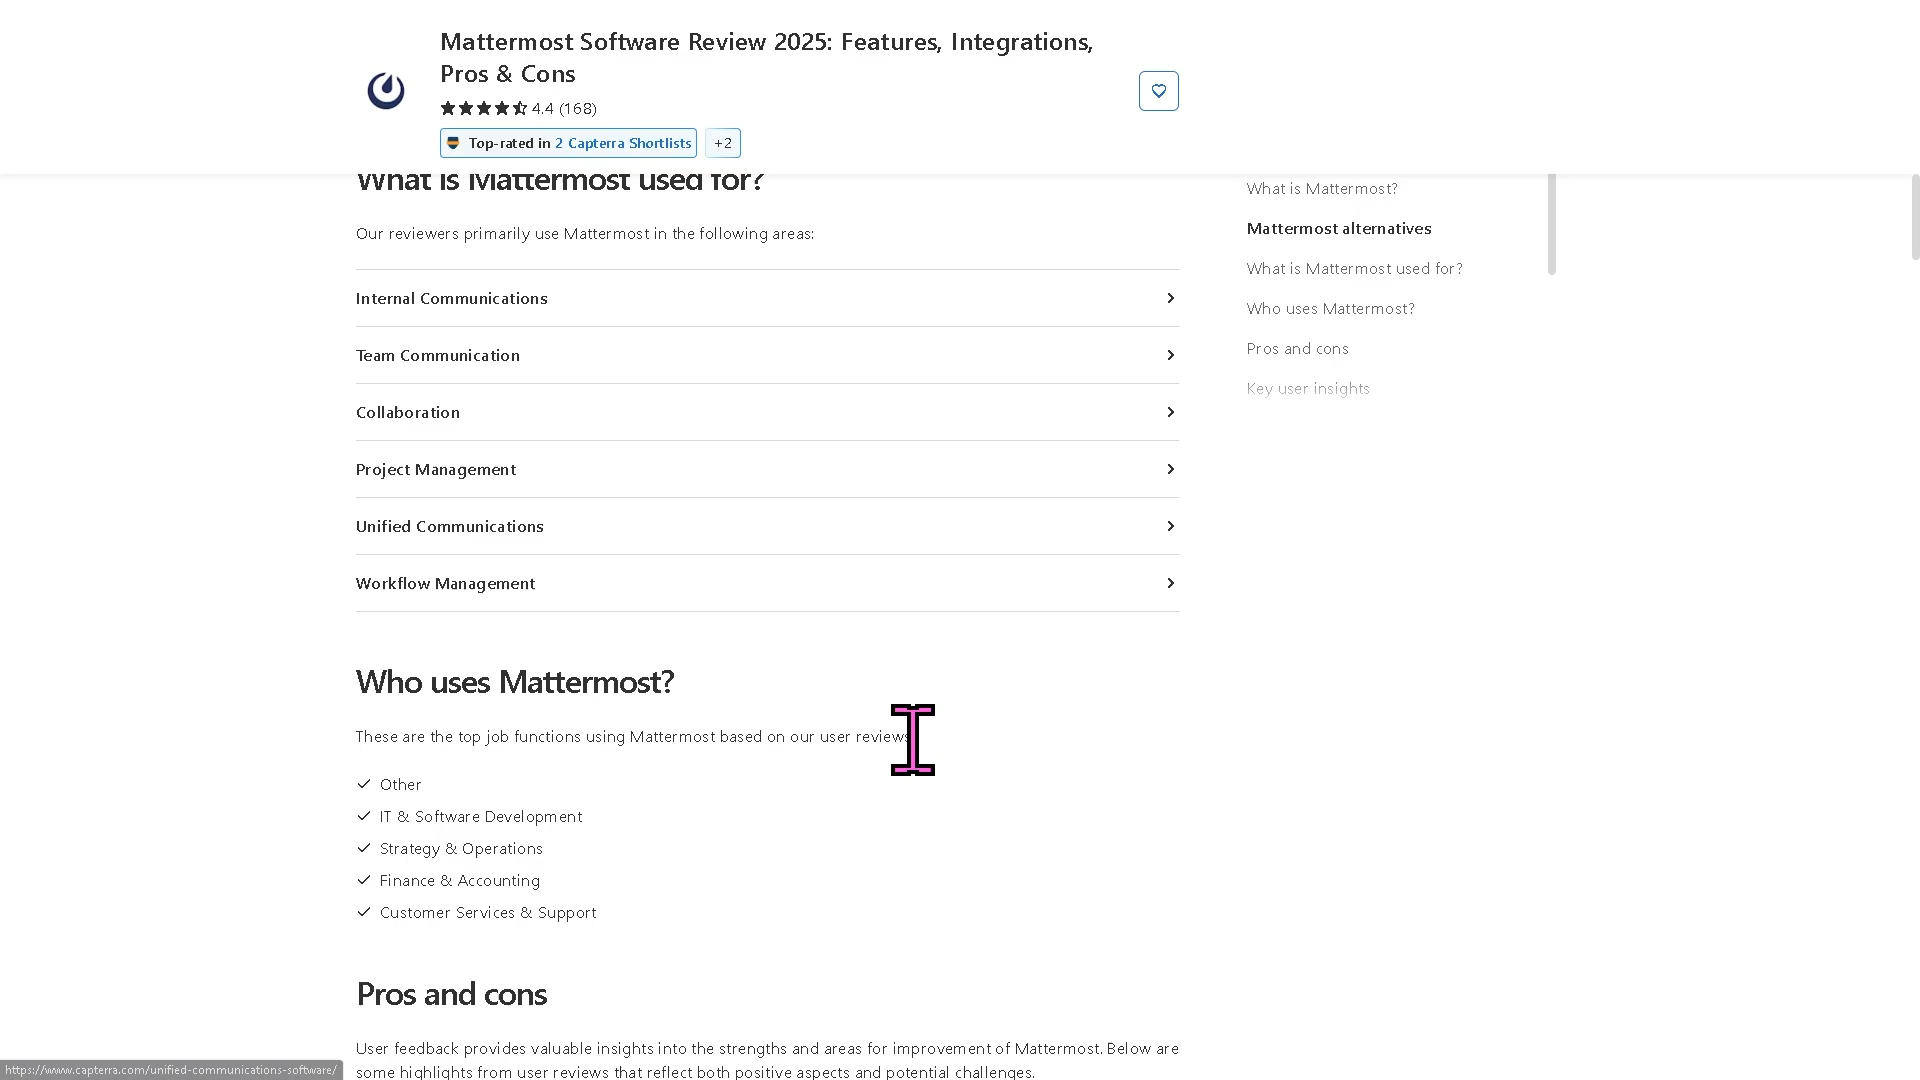 Mattermost Software Review 2025: Features, Integrations,
Pros & Cons
4.4 (168)
Top-rated in 2 Capterra Shortlists
+2
What is Mattermost used for?
Our reviewers primarily use Mattermost in the following areas:
Internal Communications
Team Communication
Collaboration
Project Management
Unified Communications
Workflow Management
Who uses Mattermost?
These are the top job functions using Mattermost based on our user reviews
Other
IT & Software Development
Strategy & Operations
Finance & Accounting
Customer Services & Support
Pros and cons
User feedback provides valuable insights into the strengths and areas for improvement of Mattermost. Below are
some highlights from user reviews that reflect both positive aspects and potential challenges.
What is Mattermost?
Mattermost alternatives
What is Mattermost used for?
Who uses Mattermost?
Pros and cons
Key user insights
https://www.capterra.com/unified-communications-software/